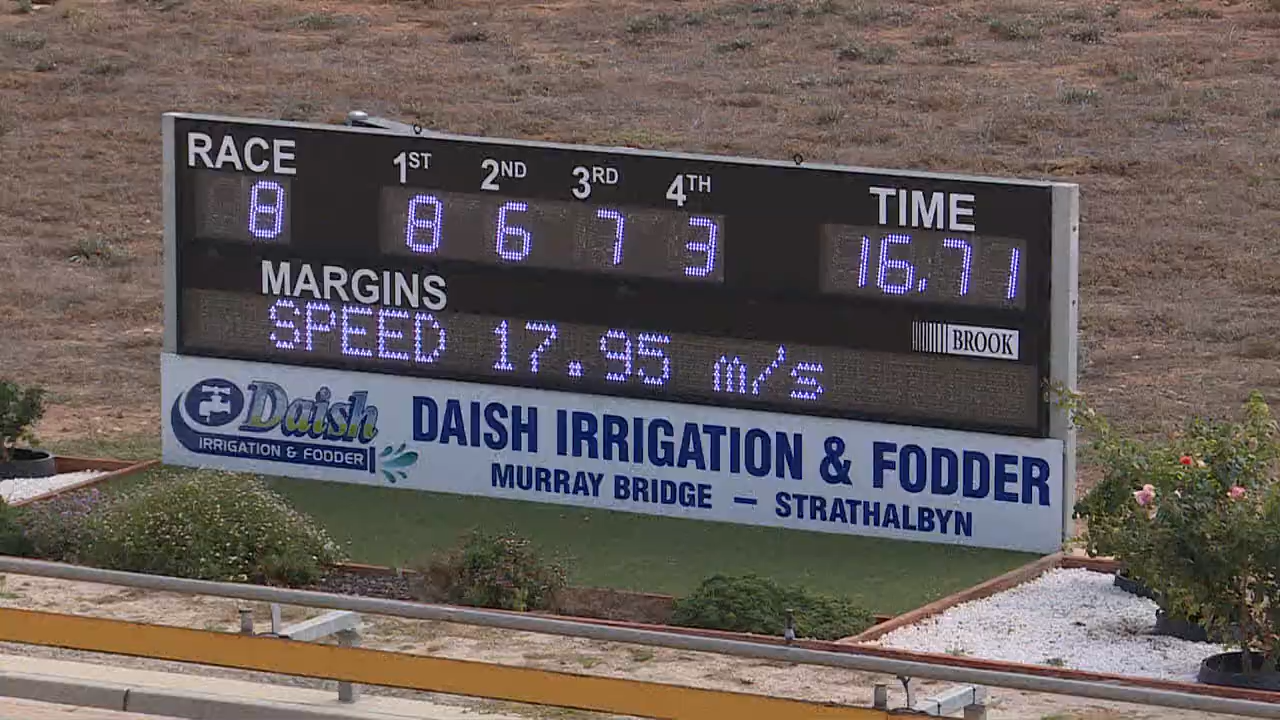 RACE 1ST 2ND 3RD 4TH TIME
8 8 6 7 3 16.71
MARGINS
BROOK
SPEED 17.95 m/s
Daish
IRRIGATION & FODDER
DAISH IRRIGATION & FODDER
MURRAY BRIDGE – STRATHALBYN